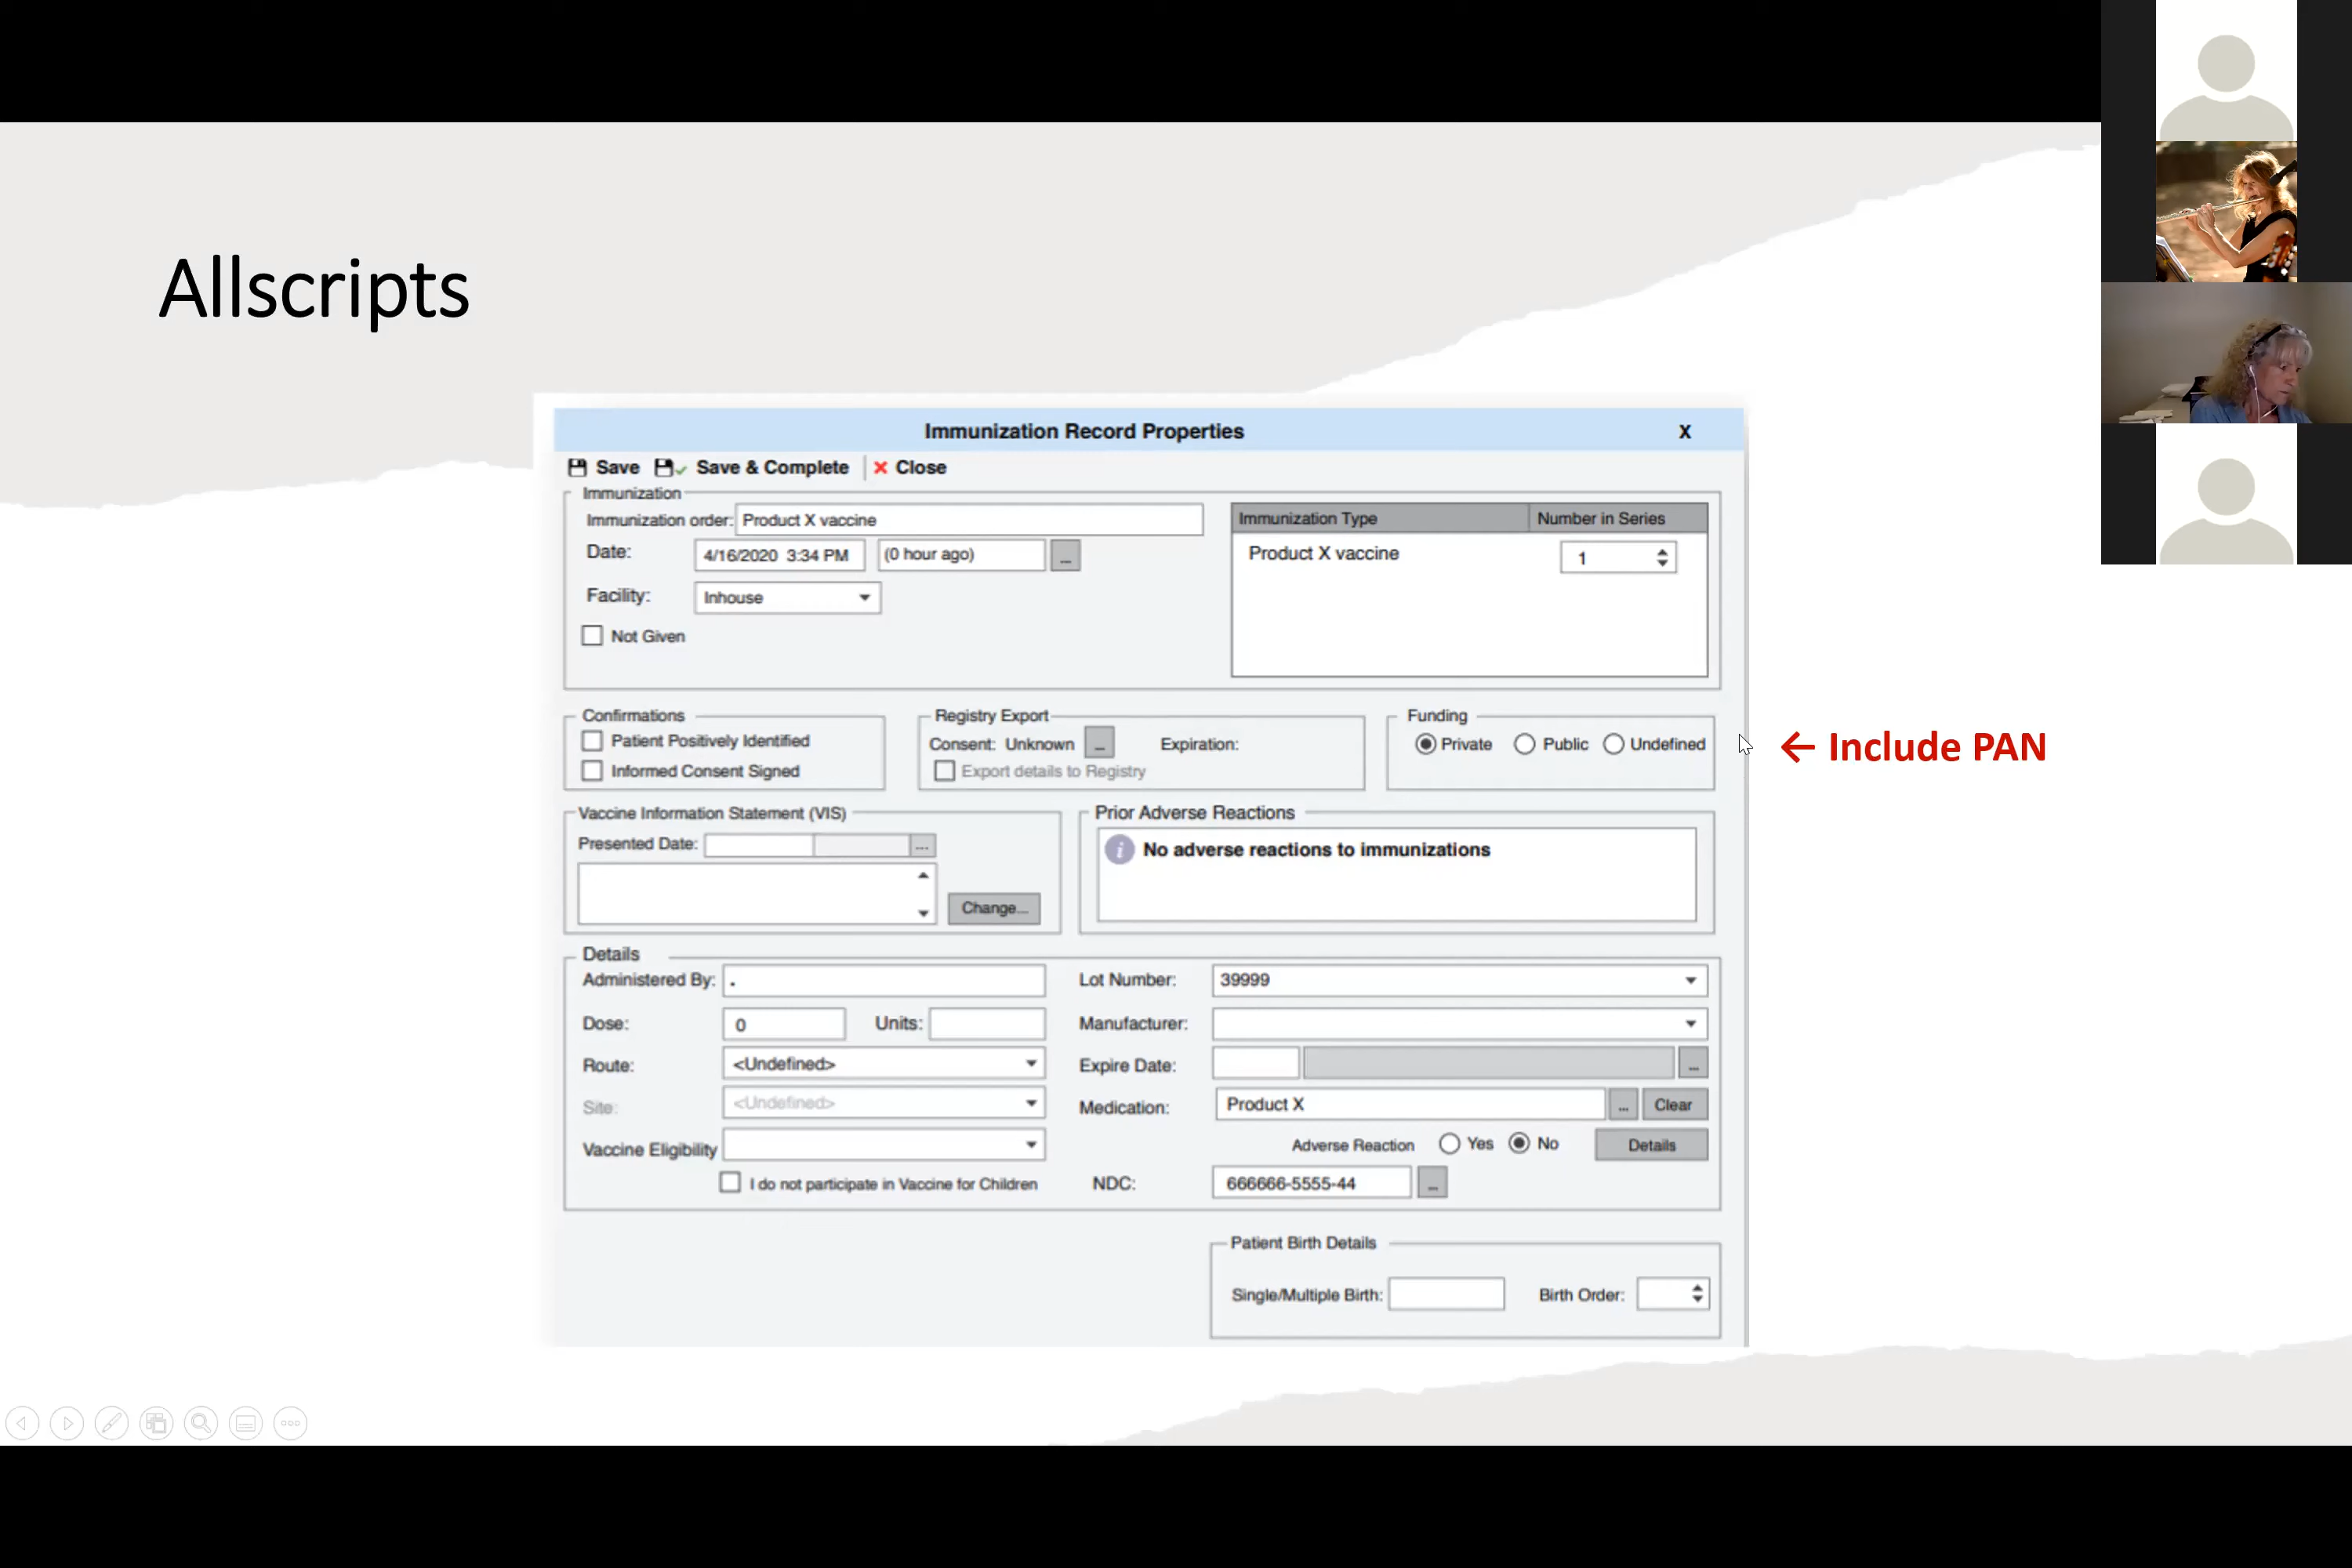 Allscripts
Immunization Record Properties X
Save Save & Complete Close
Immunization
Immunization order: Product X vaccine
Date: 4/16/2020 3:34 PM (0 hour ago) ...
Facility: Inhouse
Not Given
Immunization Type Number in Series
Product X vaccine 1
Confirmations
Patient Positively Identified
Informed Consent Signed
Registry Export
Consent: Unknown ... Expiration:
Export details to Registry
Funding
Private Public Undefined
← Include PAN
Vaccine Information Statement (VIS)
Presented Date: ...
Change...
Prior Adverse Reactions
i No adverse reactions to immunizations
Details
Administered By: .
Dose: 0 Units:
Route: <Undefined>
Site: <Undefined>
Vaccine Eligibility
I do not participate in Vaccine for Children
Lot Number: 39999
Manufacturer:
Expire Date: ...
Medication: Product X ... Clear
Adverse Reaction Yes No Details
NDC: 666666-5555-44 ...
Patient Birth Details
Single/Multiple Birth: Birth Order: